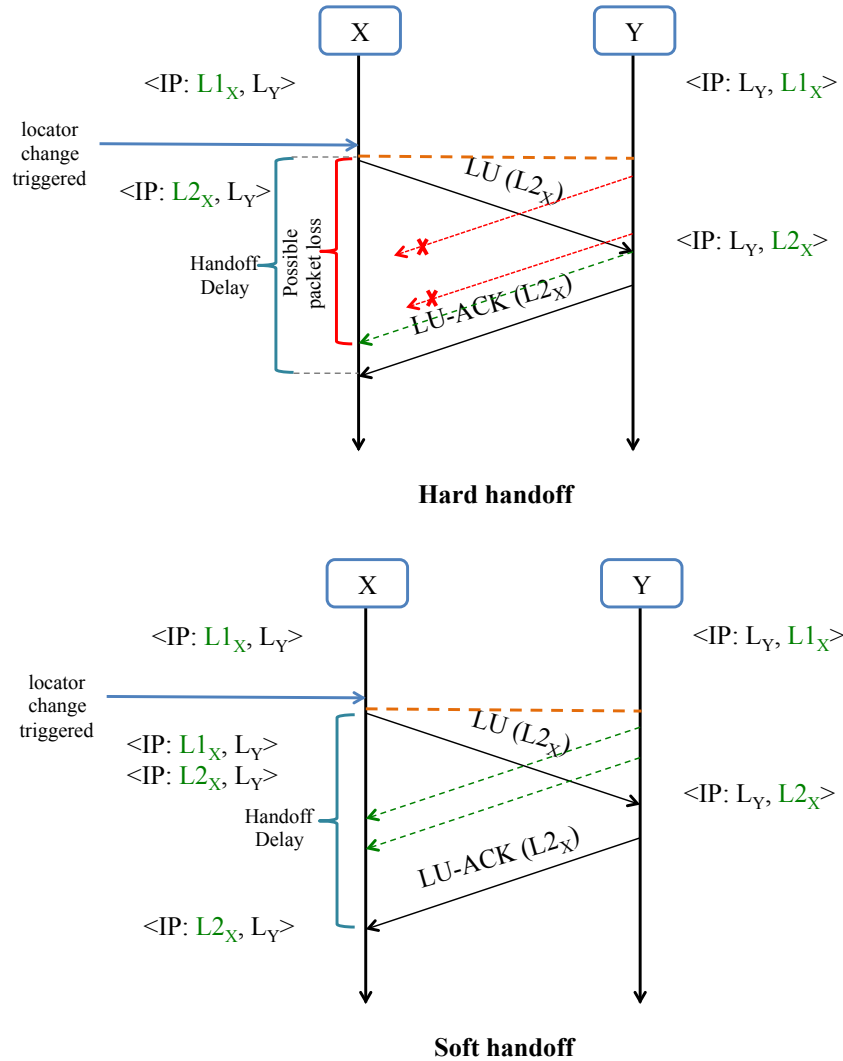 X
Y
<IP: L1X, LY>
<IP: LY, L1X>
locator
change
triggered
<IP: L2X, LY>
LU (L2X)
Handoff
Delay
Possible
packet loss
<IP: LY, L2X>
LU-ACK (L2X)
Hard handoff
X
Y
<IP: L1X, LY>
<IP: LY, L1X>
locator
change
triggered
LU (L2X)
<IP: L1X, LY>
<IP: L2X, LY>
<IP: LY, L2X>
Handoff
Delay
LU-ACK (L2X)
<IP: L2X, LY>
Soft handoff